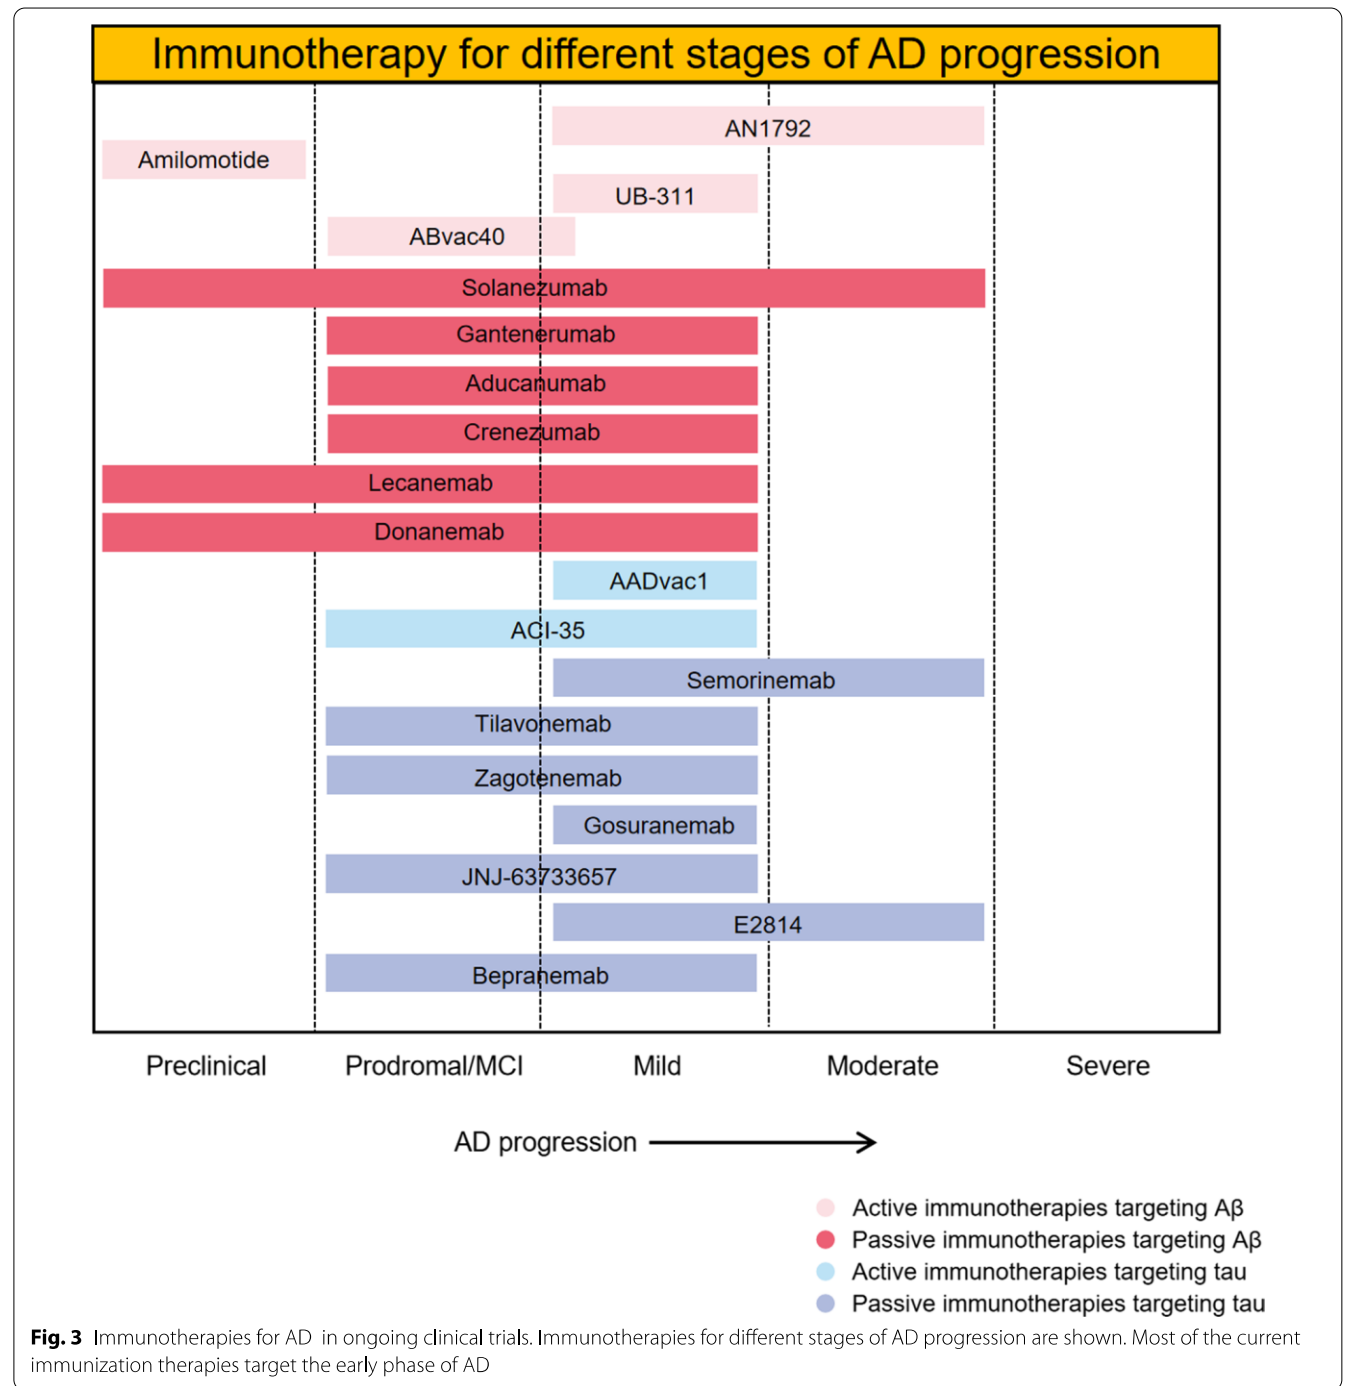 Immunotherapy for different stages of AD progression
AN1792
Amilomotide
UB-311
ABvac40
Solanezumab
Gantenerumab
Aducanumab
Crenezumab
Lecanemab
Donanemab
AADvac1
ACI-35
Semorinemab
Tilavonemab
Zagotenemab
Gosuranemab
JNJ-63733657
E2814
Bepranemab
Preclinical Prodromal/MCI Mild Moderate Severe
AD progression
Active immunotherapies targeting Aβ
Passive immunotherapies targeting Aβ
Active immunotherapies targeting tau
Passive immunotherapies targeting tau
Fig. 3 Immunotherapies for AD in ongoing clinical trials. Immunotherapies for different stages of AD progression are shown. Most of the current
immunization therapies target the early phase of AD